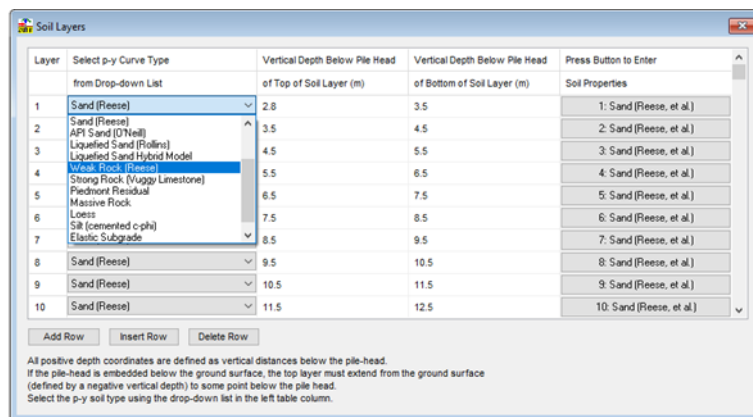 Soil Layers
Layer Select p-y Curve Type Vertical Depth Below Pile Head Vertical Depth Below Pile Head Press Button to Enter
from Drop-down List of Top of Soil Layer (m) of Bottom of Soil Layer (m) Soil Properties
1 Sand (Reese) 2.8 3.5 1: Sand (Reese, et al.)
Sand (Reese)
API Sand (O'Neill)
Liquefied Sand (Rollins)
Liquefied Sand Hybrid Model
Weak Rock (Reese)
Strong Rock (Vuggy Limestone)
Piedmont Residual
Massive Rock
Loess
Silt (cemented c-phi)
Elastic Subgrade
2 3.5 4.5 2: Sand (Reese, et al.)
3 4.5 5.5 3: Sand (Reese, et al.)
4 5.5 6.5 4: Sand (Reese, et al.)
5 6.5 7.5 5: Sand (Reese, et al.)
6 7.5 8.5 6: Sand (Reese, et al.)
7 8.5 9.5 7: Sand (Reese, et al.)
8 Sand (Reese) 9.5 10.5 8: Sand (Reese, et al.)
9 Sand (Reese) 10.5 11.5 9: Sand (Reese, et al.)
10 Sand (Reese) 11.5 12.5 10: Sand (Reese, et al.)
Add Row Insert Row Delete Row
All positive depth coordinates are defined as vertical distances below the pile-head.
If the pile-head is embedded below the ground surface, the top layer must extend from the ground surface
(defined by a negative vertical depth) to some point below the pile head.
Select the p-y soil type using the drop-down list in the left table column.